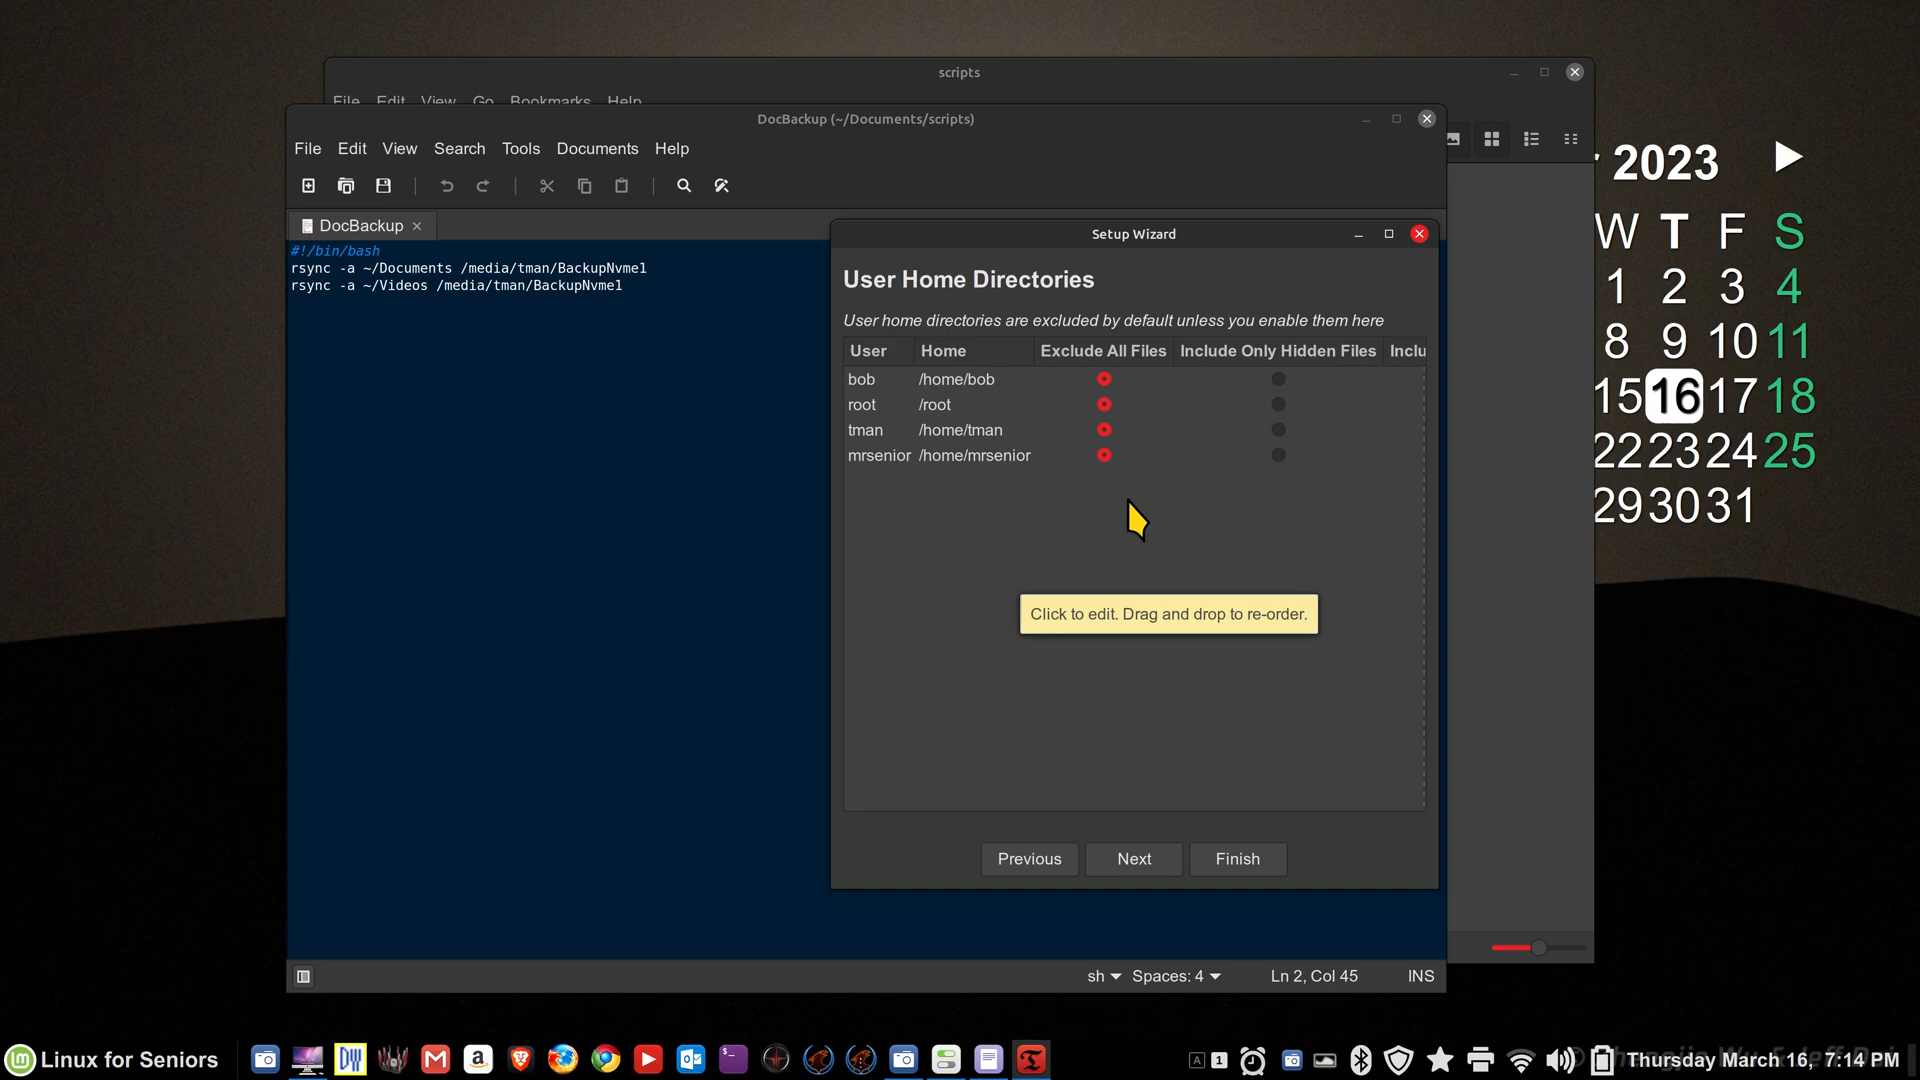 scripts
File Edit View Go Bookmarks Help
DocBackup (~/Documents/scripts)
File Edit View Search Tools Documents Help
DocBackup
#!/bin/bash
rsync -a ~/Documents /media/tman/BackupNvme1
rsync -a ~/Videos /media/tman/BackupNvme1
Setup Wizard
User Home Directories
User home directories are excluded by default unless you enable them here
User Home Exclude All Files Include Only Hidden Files Inclu
bob /home/bob
root /root
tman /home/tman
mrsenior /home/mrsenior
Click to edit. Drag and drop to re-order.
Previous Next Finish
sh Spaces: 4 Ln 2, Col 45 INS
2023
W T F S
1 2 3 4
8 9 10 11
15 16 17 18
22 23 24 25
29 30 31
Linux for Seniors
DW
A 1
Thursday March 16, 7:14 PM